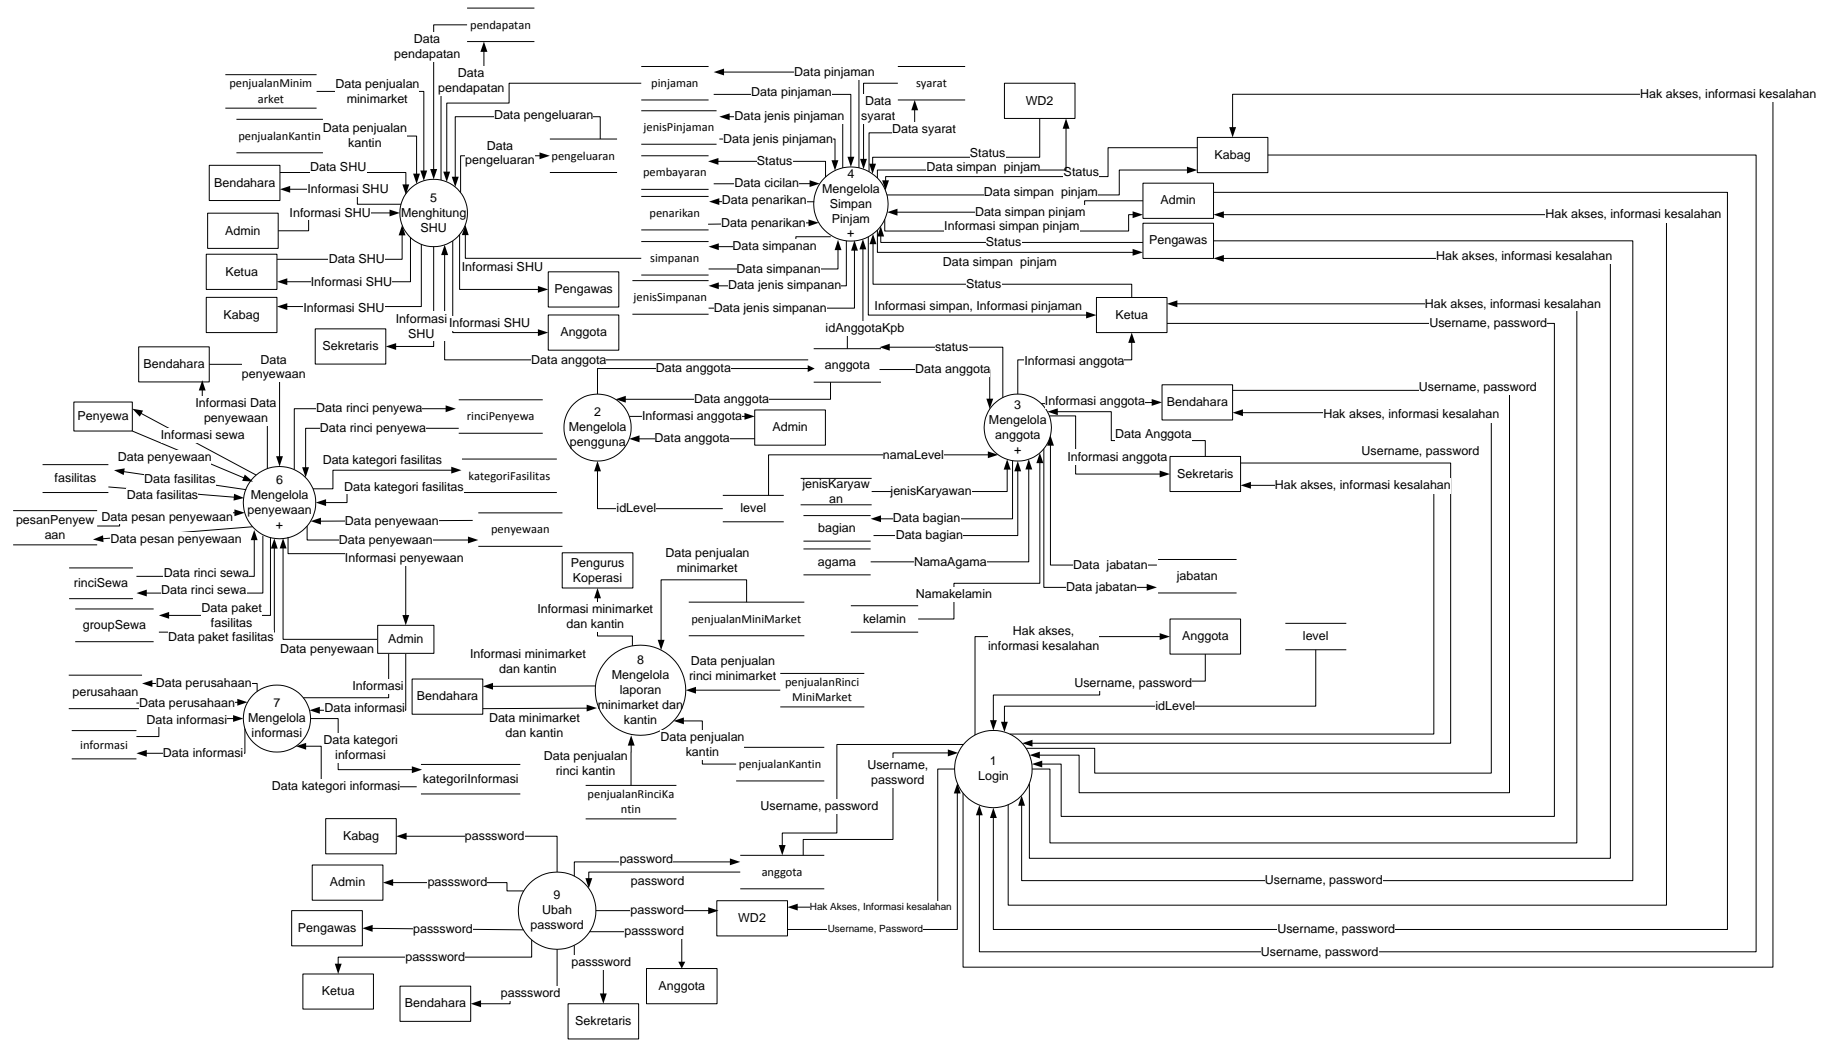 pendapatan
Data
pendapatan
Data
pendapatan
penjualanMinim
arket
Data penjualan
minimarket
penjualanKantin
Data penjualan
kantin
Data pengeluaran
Data
pengeluaran
pengeluaran
Bendahara
Data SHU
Informasi SHU
5
Menghitung
SHU
Admin
Informasi SHU
Ketua
Data SHU
Informasi SHU
Kabag
Informasi SHU
Sekretaris
Informasi
SHU
Informasi SHU
Pengawas
Informasi SHU
Anggota
Data anggota
pinjaman
Data pinjaman
Data pinjaman
syarat
Data
syarat
Data syarat
jenisPinjaman
Data jenis pinjaman
Data jenis pinjaman
pembayaran
Status
Data cicilan
penarikan
Data penarikan
Data penarikan
simpanan
Data simpanan
Data simpanan
jenisSimpanan
Data jenis simpanan
Data jenis simpanan
4
Mengelola
Simpan
Pinjam
+
WD2
Status
Data simpan pinjam
Kabag
Status
Data simpan pinjam
Hak akses, informasi kesalahan
Admin
Data simpan pinjam
Informasi simpan pinjam
Hak akses, informasi kesalahan
Pengawas
Status
Data simpan pinjam
Hak akses, informasi kesalahan
Status
Informasi simpan, Informasi pinjaman
Ketua
Hak akses, informasi kesalahan
Username, password
idAnggotaKpb
anggota
status
Data anggota
Data anggota
Data anggota
Informasi anggota
2
Mengelola
pengguna
Informasi anggota
Data anggota
Admin
3
Mengelola
anggota
+
Informasi anggota
Bendahara
Username, password
Hak akses, informasi kesalahan
Data Anggota
Informasi anggota
Sekretaris
Username, password
Hak akses, informasi kesalahan
namaLevel
idLevel
level
jenisKaryaw
an
jenisKaryawan
bagian
Data bagian
Data bagian
agama
NamaAgama
kelamin
Namakelamin
Data jabatan
Data jabatan
jabatan
Bendahara
Data
penyewaan
Informasi Data
penyewaan
Penyewa
Informasi sewa
Data penyewaan
Data rinci penyewa
Data rinci penyewa
rinciPenyewa
fasilitas
Data fasilitas
Data fasilitas
6
Mengelola
penyewaan
+
Data kategori fasilitas
Data kategori fasilitas
kategoriFasilitas
pesanPenyew
aan
Data pesan penyewaan
Data pesan penyewaan
Data penyewaan
Data penyewaan
penyewaan
Informasi penyewaan
rinciSewa
Data rinci sewa
Data rinci sewa
groupSewa
Data paket
fasilitas
Data paket fasilitas
Data penyewaan
Admin
perusahaan
Data perusahaan
Data perusahaan
Informasi
Data informasi
Data informasi
informasi
Data informasi
7
Mengelola
informasi
Data kategori
informasi
Data kategori informasi
kategoriInformasi
Pengurus
Koperasi
Informasi minimarket
dan kantin
Data penjualan
minimarket
penjualanMiniMarket
Informasi minimarket
dan kantin
Bendahara
Data minimarket
dan kantin
8
Mengelola
laporan
minimarket dan
kantin
Data penjualan
rinci minimarket
penjualanRinci
MiniMarket
Data penjualan
kantin
penjualanKantin
Data penjualan
rinci kantin
penjualanRinciKa
ntin
Hak akses,
informasi kesalahan
Anggota
Username, password
level
idLevel
1
Login
Username,
password
Username, password
anggota
password
password
Kabag
passsword
Admin
passsword
Pengawas
passsword
Ketua
passsword
Bendahara
passsword
9
Ubah
password
password
WD2
passsword
Anggota
passsword
Sekretaris
Hak Akses, Informasi kesalahan
Username, Password
Username, password
Username, password
Username, password